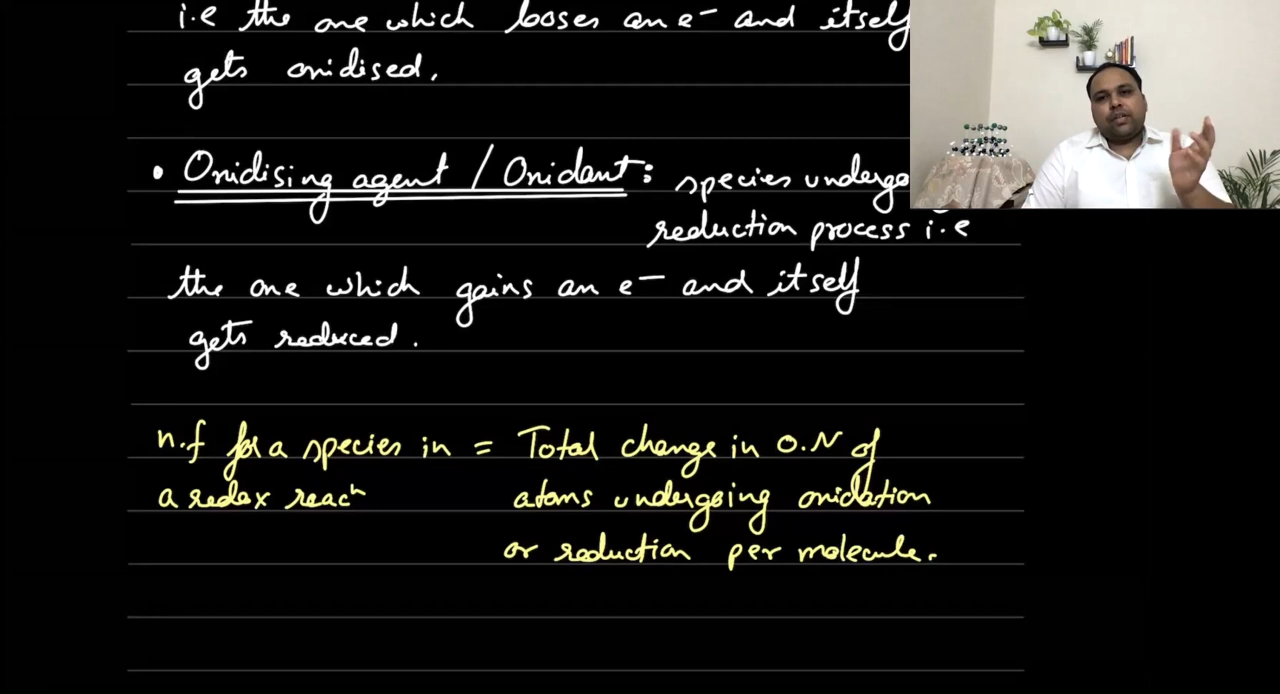 i.e the one which looses an e⁻ and itself
gets oxidised.
• Oxidising agent / Oxidant: species undergo
reduction process i.e
the one which gains an e⁻ and itself
gets reduced.
n.f for a species in = Total change in O.N of
a redox reacⁿ atoms undergoing oxidation
or reduction per molecule.